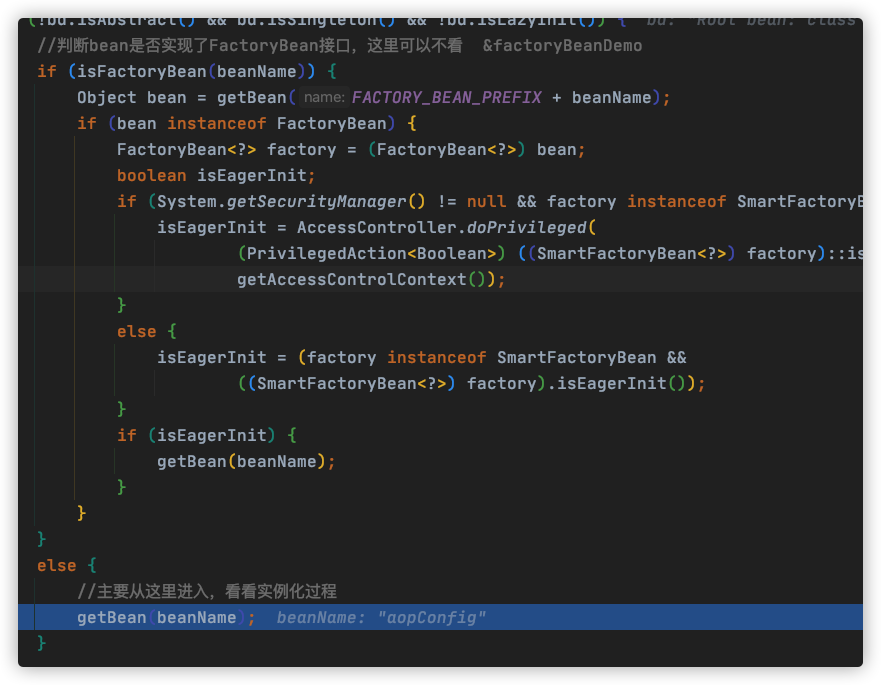 (!bd.isAbstract() && bd.isSingleton() && !bd.isLazyInit()) { bd: "Root bean: class
//判断bean是否实现了FactoryBean接口，这里可以不看 &factoryBeanDemo
if (isFactoryBean(beanName)) {
Object bean = getBean( name: FACTORY_BEAN_PREFIX + beanName);
if (bean instanceof FactoryBean) {
FactoryBean<?> factory = (FactoryBean<?>) bean;
boolean isEagerInit;
if (System.getSecurityManager() != null && factory instanceof SmartFactoryB
isEagerInit = AccessController.doPrivileged(
(PrivilegedAction<Boolean>) ((SmartFactoryBean<?>) factory)::is
getAccessControlContext());
}
else {
isEagerInit = (factory instanceof SmartFactoryBean &&
((SmartFactoryBean<?>) factory).isEagerInit());
}
if (isEagerInit) {
getBean(beanName);
}
}
}
else {
//主要从这里进入，看看实例化过程
getBean(beanName); beanName: "aopConfig"
}